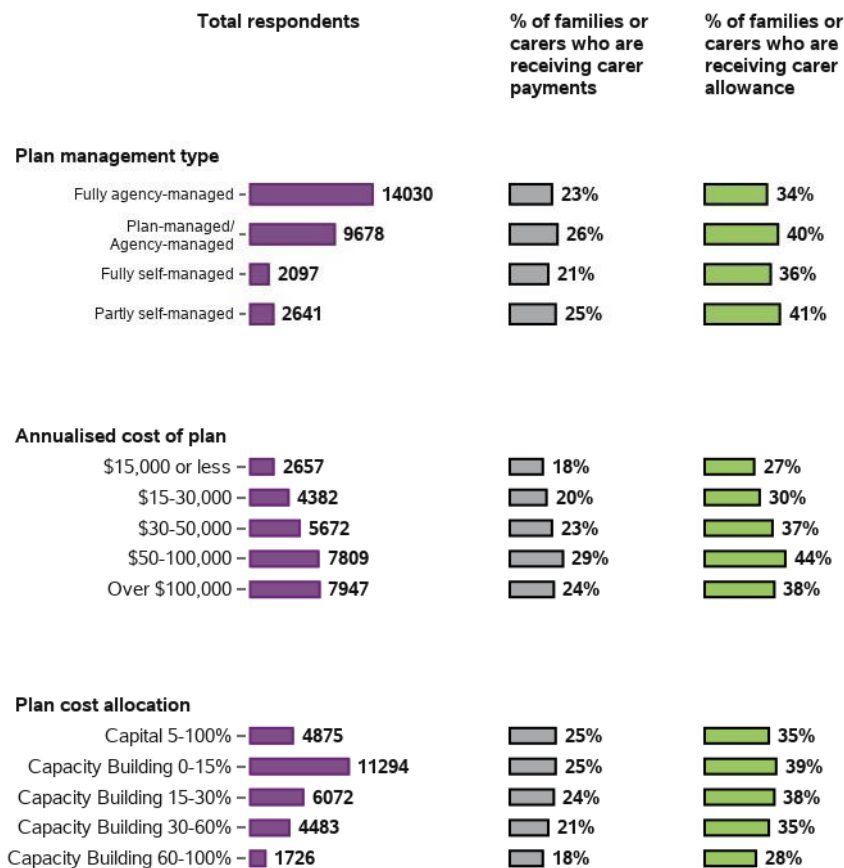 Total respondents
% of families or
carers who are
receiving carer
payments
% of families or
carers who are
receiving carer
allowance
Plan management type
Fully agency-managed 14030 23% 34%
Plan-managed/
Agency-managed 9678 26% 40%
Fully self-managed 2097 21% 36%
Partly self-managed 2641 25% 41%
Annualised cost of plan
$15,000 or less 2657 18% 27%
$15-30,000 4382 20% 30%
$30-50,000 5672 23% 37%
$50-100,000 7809 29% 44%
Over $100,000 7947 24% 38%
Plan cost allocation
Capital 5-100% 4875 25% 35%
Capacity Building 0-15% 11294 25% 39%
Capacity Building 15-30% 6072 24% 38%
Capacity Building 30-60% 4483 21% 35%
Capacity Building 60-100% 1726 18% 28%